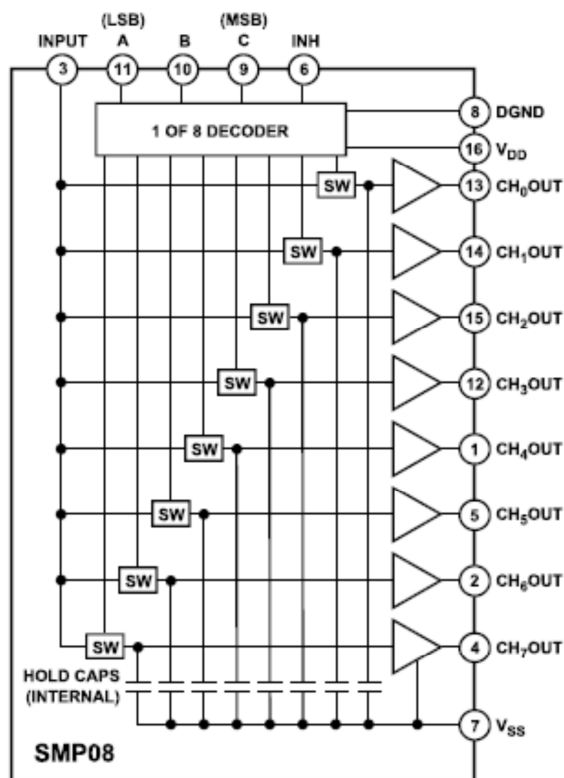 (LSB) (MSB)
INPUT A B C INH
3 11 10 9 6
8 DGND
1 OF 8 DECODER
16 VDD
SW 13 CH0OUT
SW 14 CH1OUT
SW 15 CH2OUT
SW 12 CH3OUT
SW 1 CH4OUT
SW 5 CH5OUT
SW 2 CH6OUT
SW 4 CH7OUT
HOLD CAPS
(INTERNAL)
7 VSS
SMP08